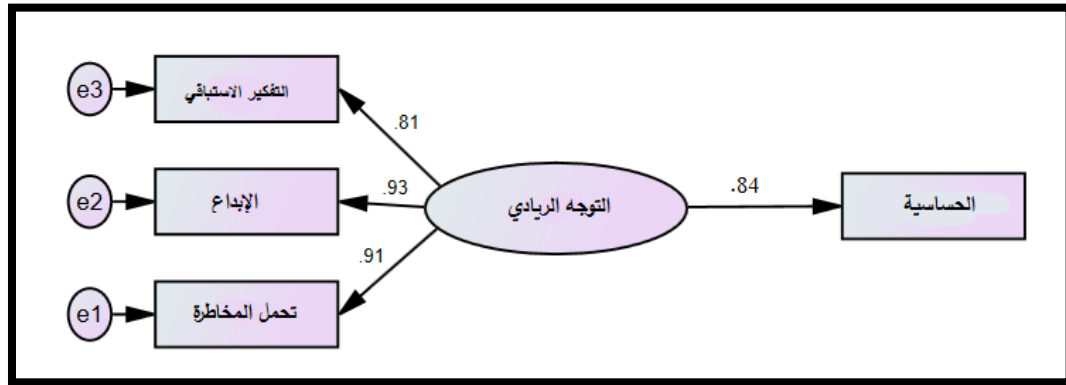 e3
التفكير الاستباقي
.81
e2
الإبداع
.93
التوجه الريادي
.84
الحساسية
.91
e1
تحمل المخاطرة